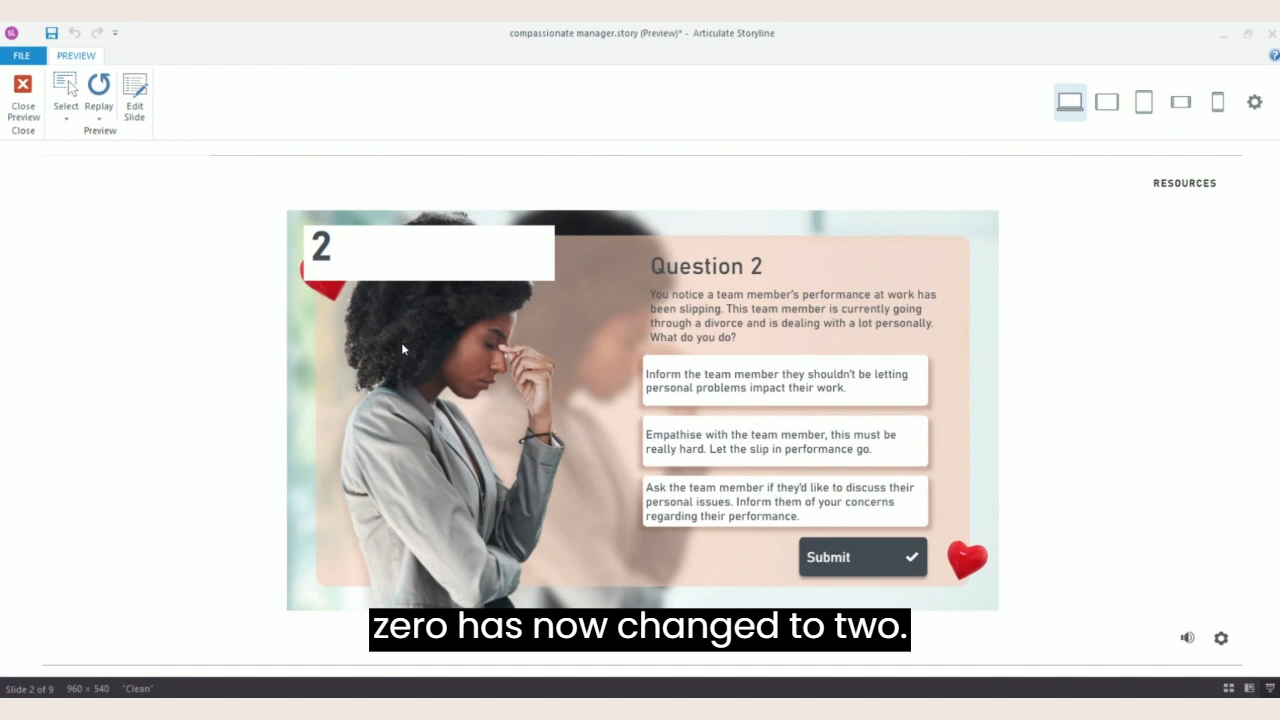 sL
compassionate manager.story (Preview)* - Articulate Storyline
FILE
PREVIEW
Close
Preview
Select
Replay
Edit
Slide
Close
Preview
RESOURCES
2
Question 2
You notice a team member's performance at work has
been slipping. This team member is currently going
through a divorce and is dealing with a lot personally.
What do you do?
Inform the team member they shouldn't be letting
personal problems impact their work.
Empathise with the team member, this must be
really hard. Let the slip in performance go.
Ask the team member if they'd like to discuss their
personal issues. Inform them of your concerns
regarding their performance.
Submit
zero has now changed to two.
Slide 2 of 9
960 × 540
"Clean"